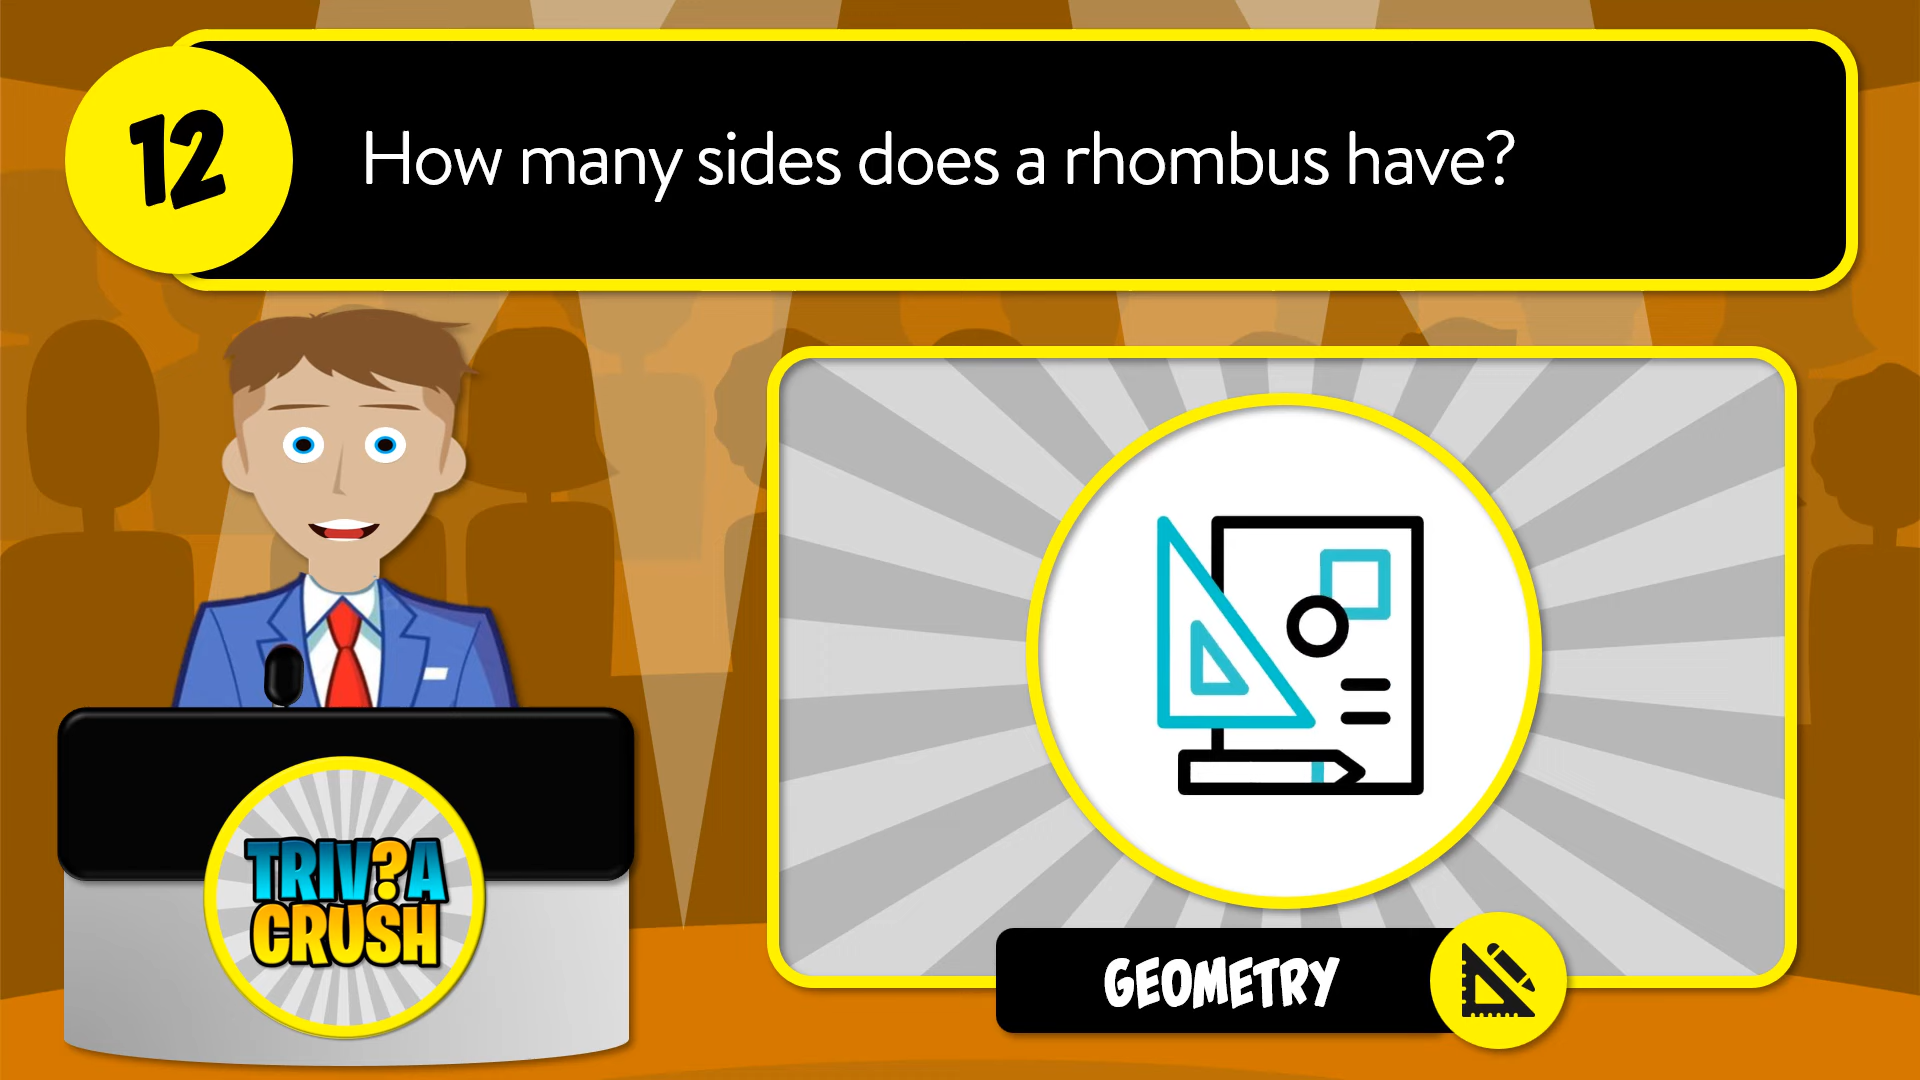 12
How many sides does a rhombus have?
TRIV?A
CRUSH
GEOMETRY